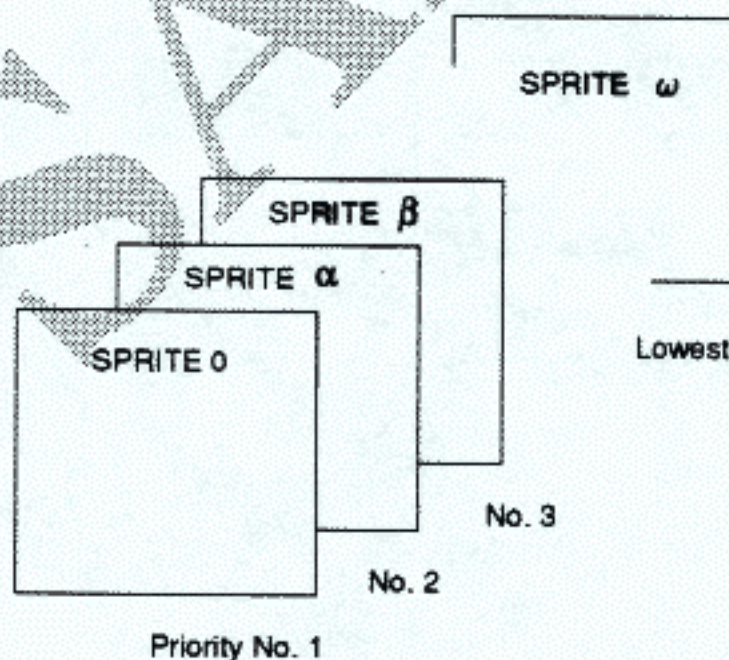 SPRITE ω
SPRITE β
SPRITE α
SPRITE 0
Lowest
No. 3
No. 2
Priority No. 1